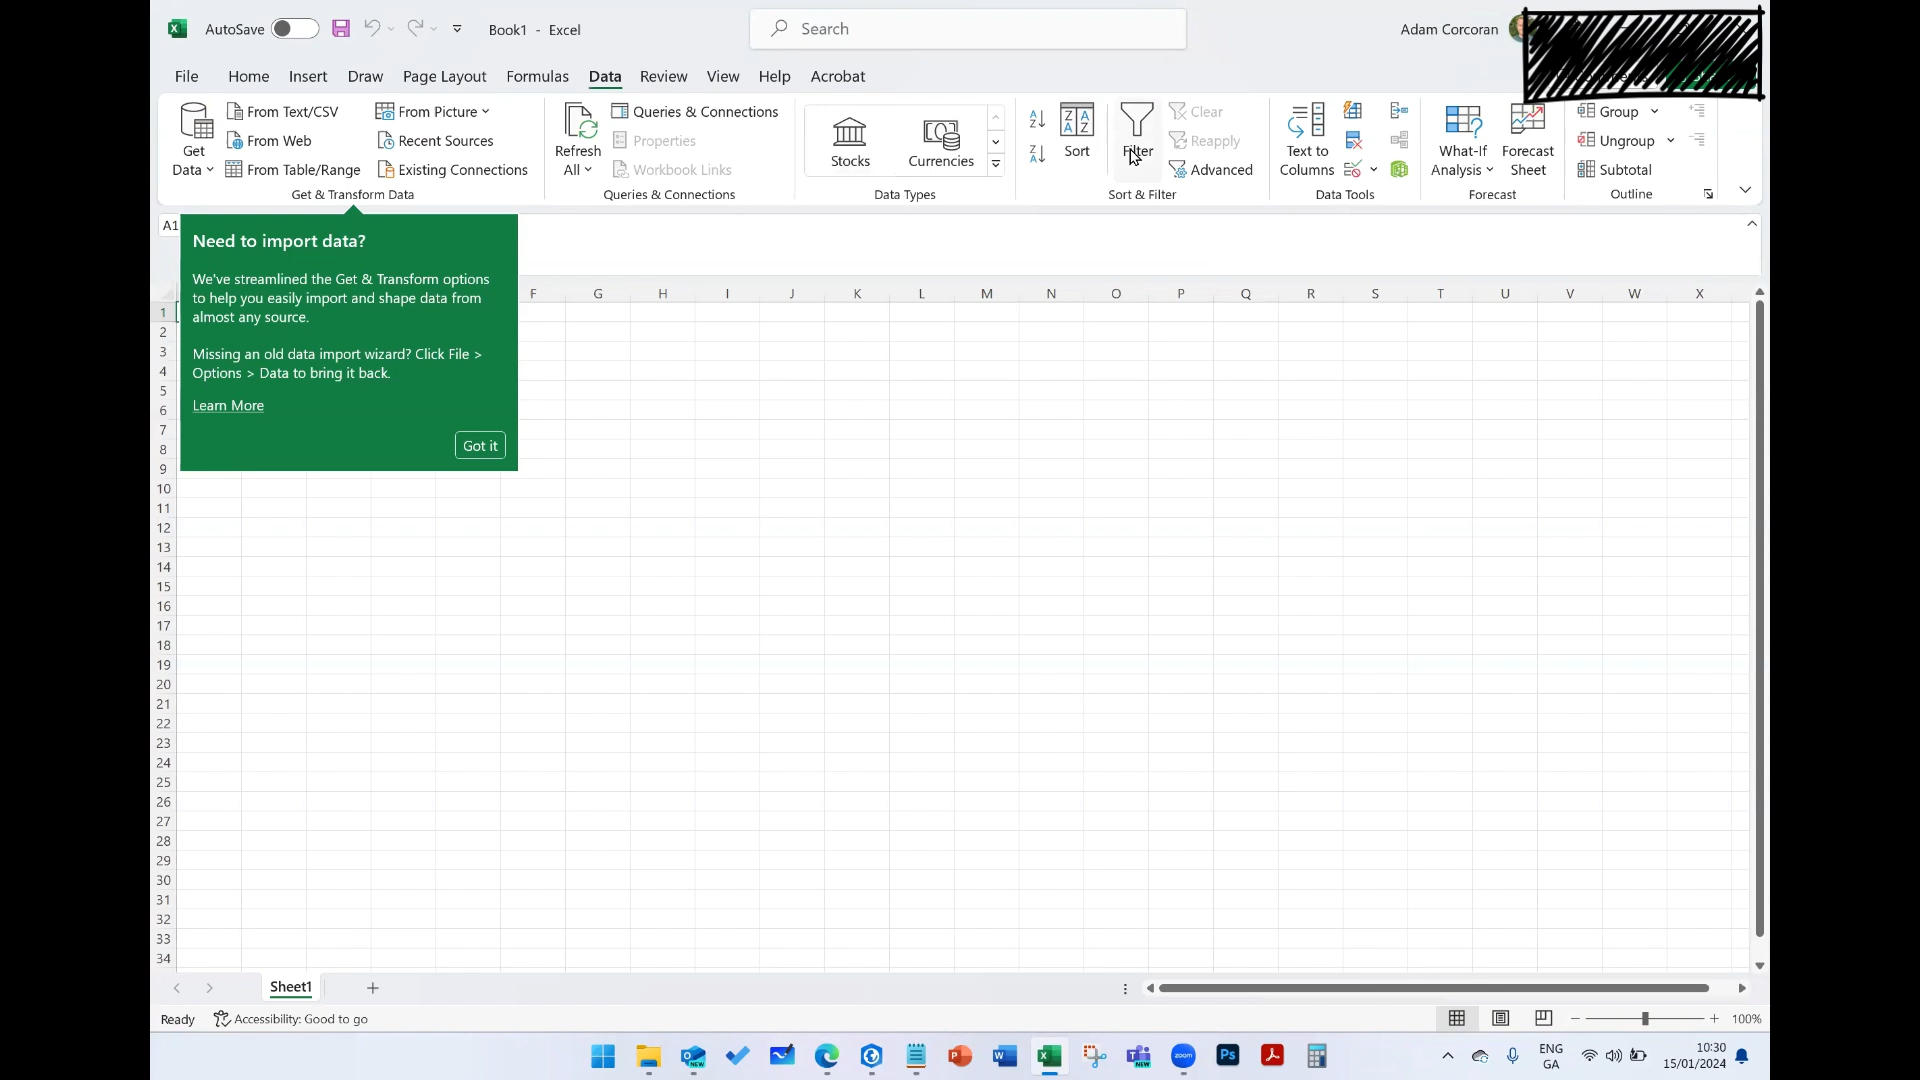 AutoSave Book1 - Excel Search Adam Corcoran
File Home Insert Draw Page Layout Formulas Data Review View Help Acrobat
Get Data
From Text/CSV
From Web
From Table/Range
From Picture
Recent Sources
Existing Connections
Get & Transform Data
Refresh All
Queries & Connections
Properties
Workbook Links
Queries & Connections
Stocks
Currencies
Data Types
Sort
Filter
Clear
Reapply
Advanced
Sort & Filter
Text to
Columns
Data Tools
What-If
Analysis
Forecast
Sheet
Forecast
Group
Ungroup
Subtotal
Outline
A1
Need to import data?
We've streamlined the Get & Transform options
to help you easily import and shape data from
almost any source.
Missing an old data import wizard? Click File >
Options > Data to bring it back.
Learn More
Got it
F G H I J K L M N O P Q R S T U V W X
1
2
3
4
5
6
7
8
9
10
11
12
13
14
15
16
17
18
19
20
21
22
23
24
25
26
27
28
29
30
31
32
33
34
Sheet1
Ready Accessibility: Good to go 100%
ENG 10:30
GA 15/01/2024